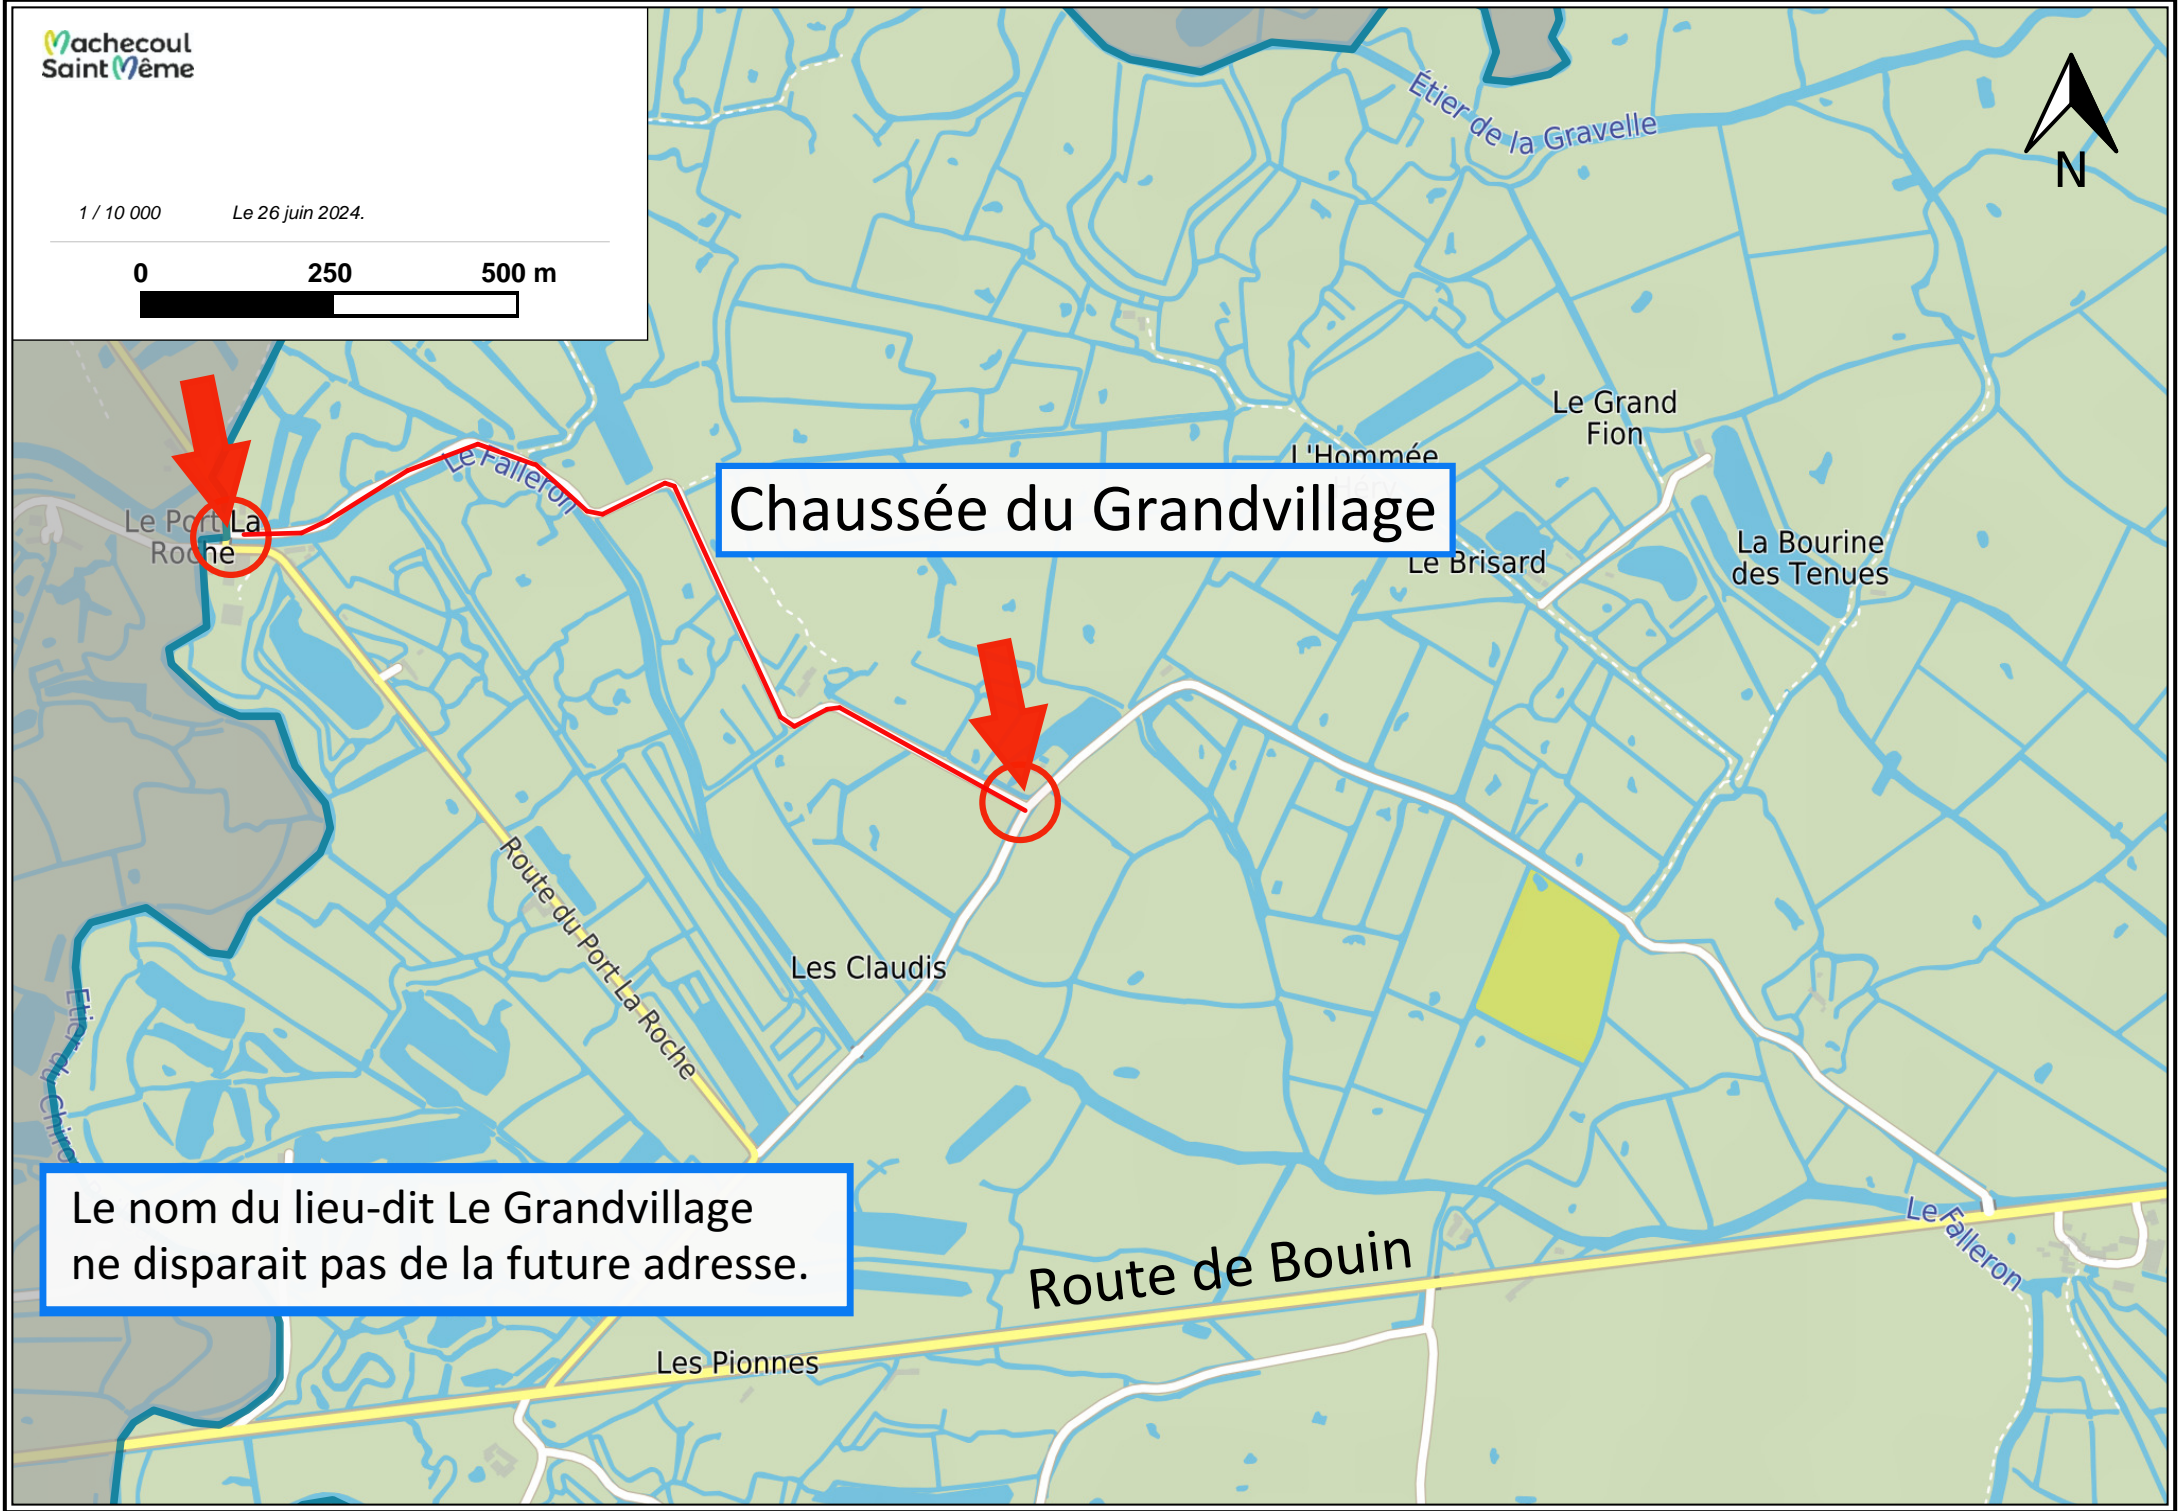 Machecoul
Saint Même
1 / 10 000 Le 26 juin 2024.
0 250 500 m
N
Étier de la Gravelle
Le Grand
Fion
L'Hommée
Chaussée du Grandvillage
Le Falleron
Le Port La
Roche
Le Brisard
La Bourine
des Tenues
Route du Port La Roche
Les Claudis
Étier du
Le nom du lieu-dit Le Grandvillage
ne disparait pas de la future adresse.
Le Falleron
Route de Bouin
Les Pionnes